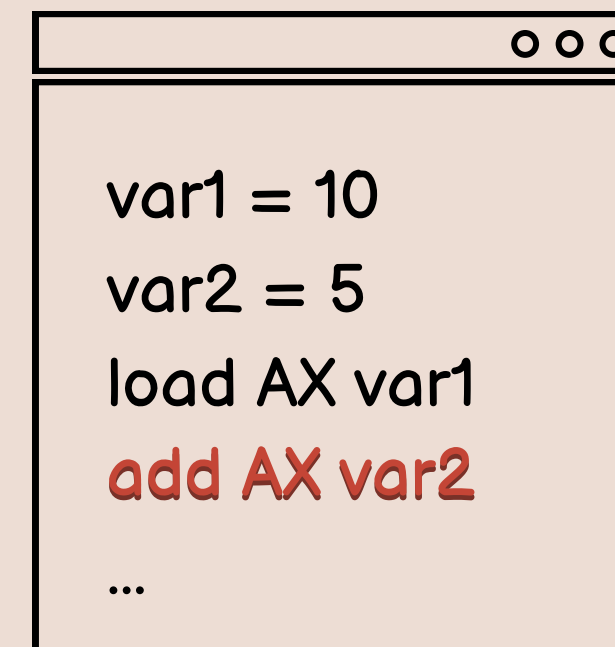 var1 = 10
var2 = 5
load AX var1
add AX var2
...